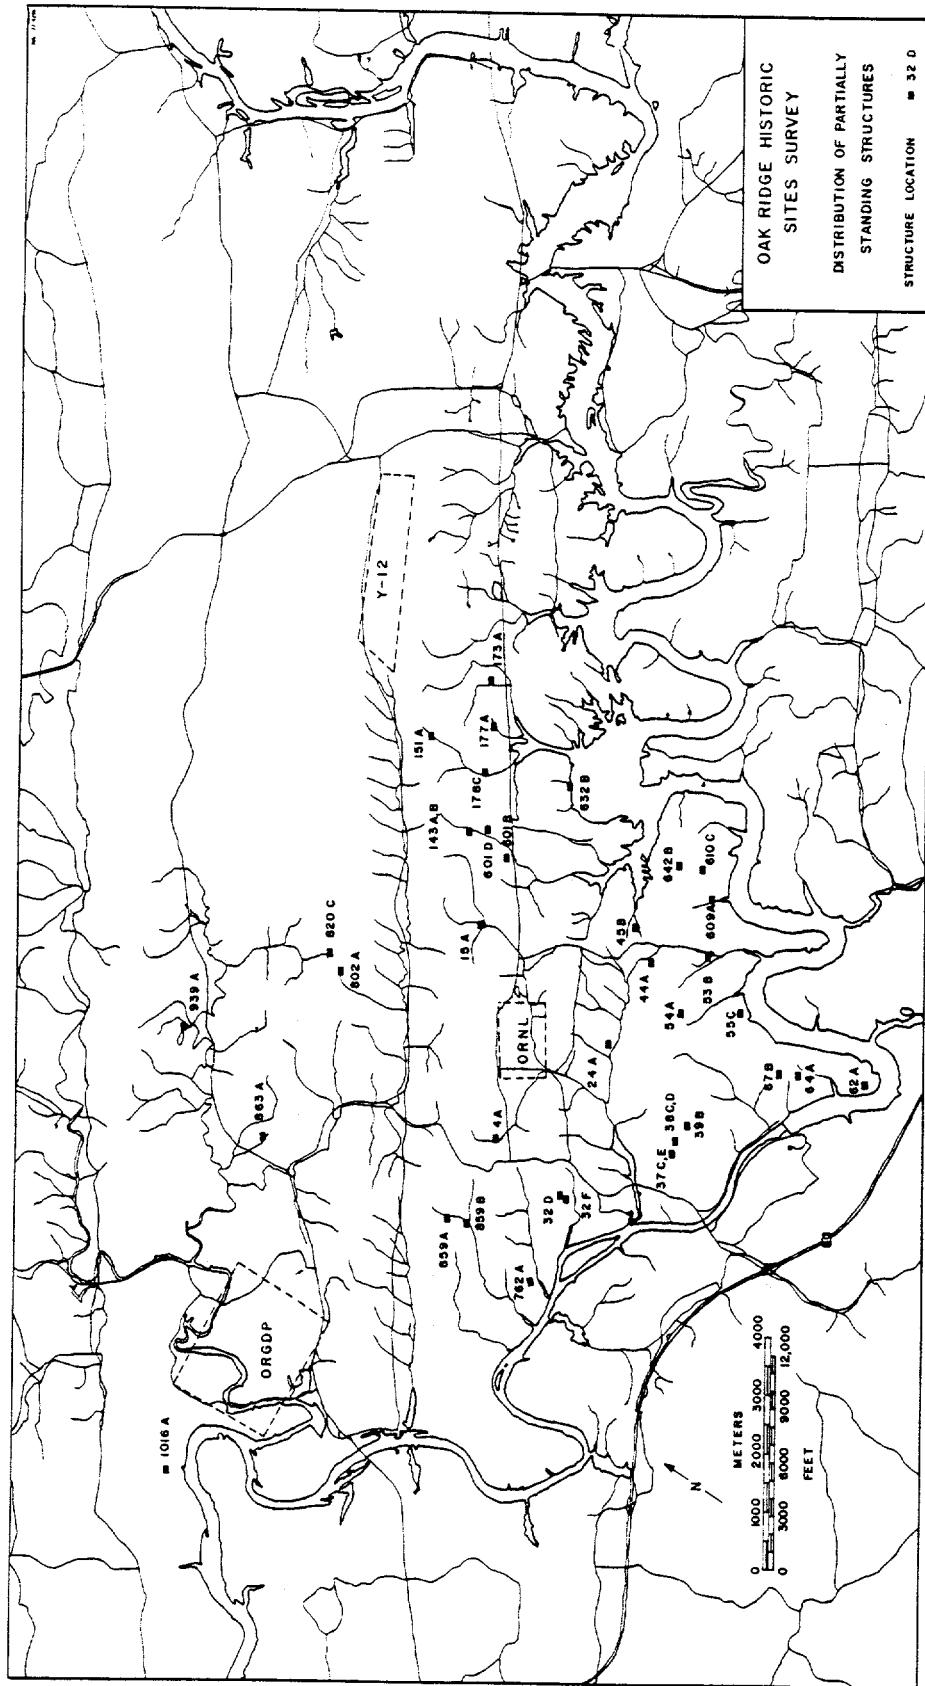 OAK RIDGE HISTORIC
SITES SURVEY
DISTRIBUTION OF PARTIALLY
STANDING STRUCTURES
STRUCTURE LOCATION ■ 32 D
1016 A
ORGDP
863 A
939 A
820 C
802 A
Y-12
659 A
859 B
4 A
15 A
143 A,B
151 A
178 C
177 A
173 A
601 D
601 B
ORNL
762 A
32 D
32 F
24 A
632 B
37 C,E
38 C,D
39 B
44 A
45 B
54 A
53 B
55 C
642 B
610 C
609 A
67 B
64 A
62 A
N
METERS
0 1000 2000 3000 4000
0 3000 6000 9000 12,000
FEET